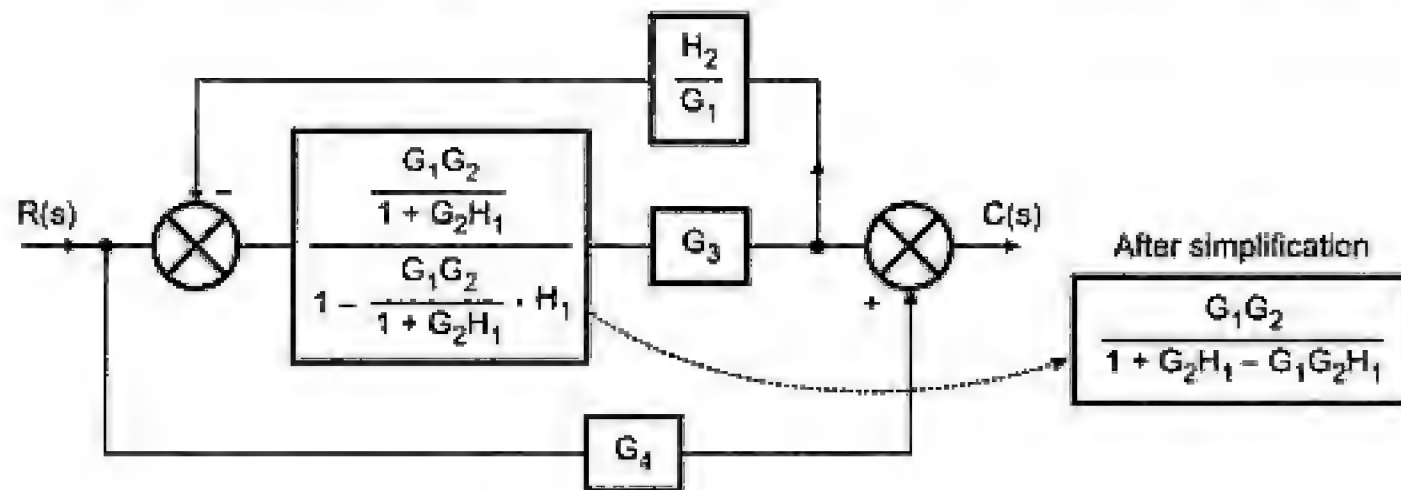 H₂
G₁
−
R(s)
G₁G₂
1 + G₂H₁
1 − G₁G₂
1 + G₂H₁ · H₁
G₃
C(s)
+
After simplification
G₁G₂
1 + G₂H₁ − G₁G₂H₁
G₄